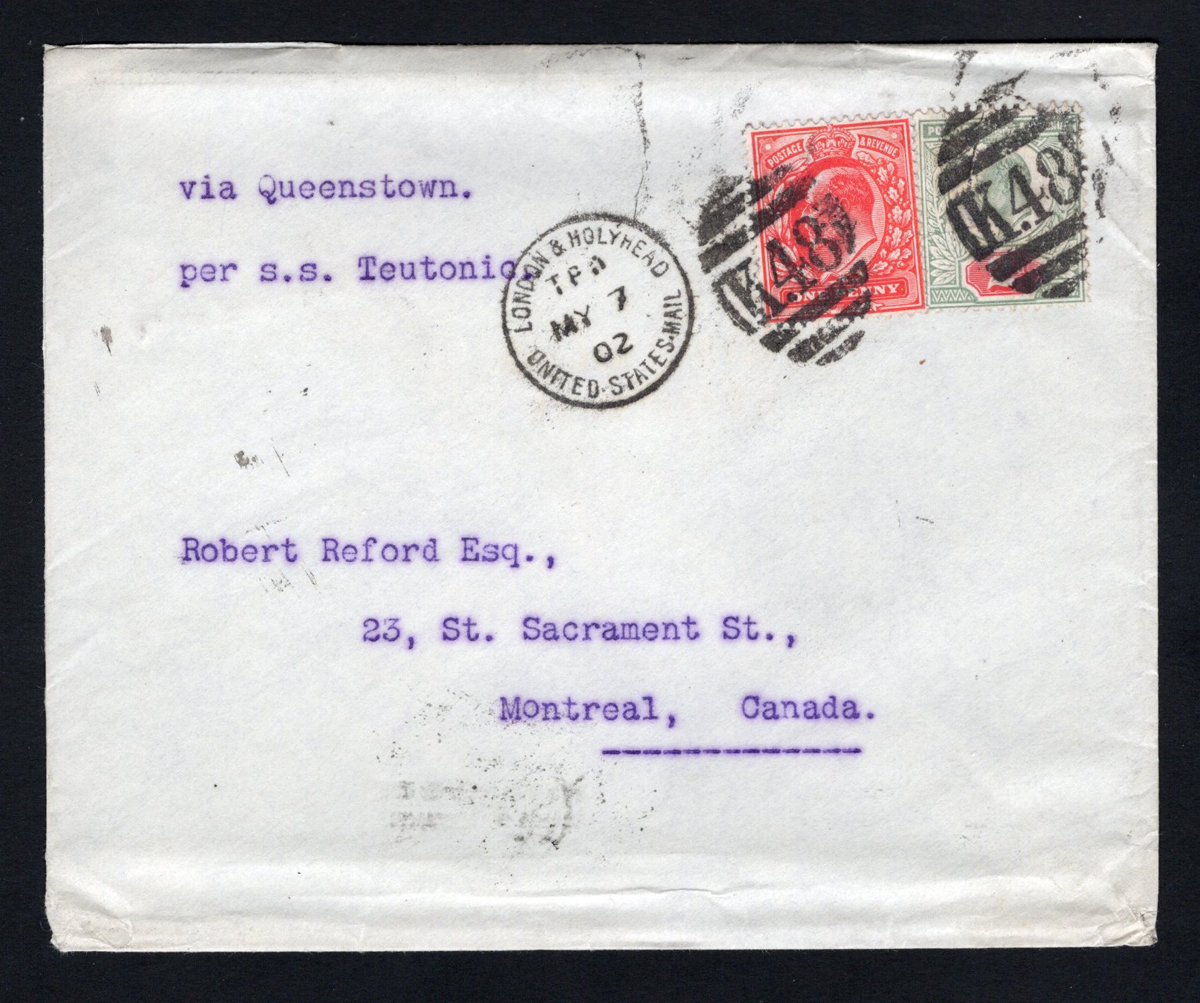 via Queenstown.
per s.s. Teutonic.
LONDON & HOLYHEAD
TPO
MY 7
02
UNITED STATES MAIL
POSTAGE & REVENUE
ONE PENNY
K48
K48
Robert Reford Esq.,
23, St. Sacrament St.,
Montreal, Canada.